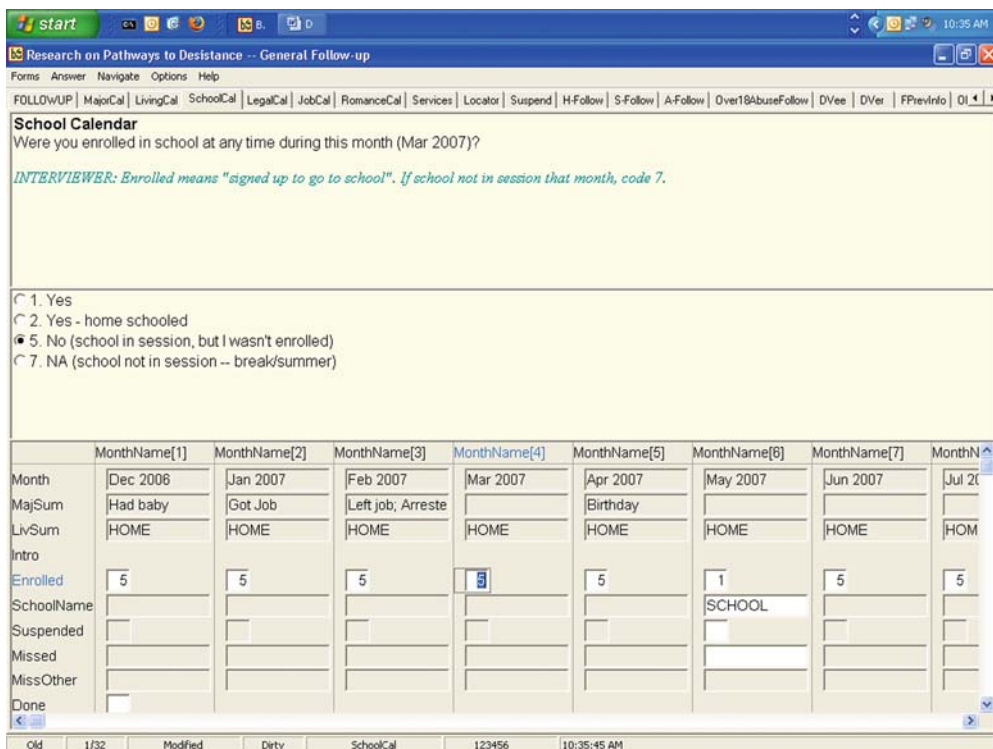 start B. D 10:35 AM
Research on Pathways to Desistance -- General Follow-up
Forms Answer Navigate Options Help
FOLLOWUP MajorCal LivingCal SchoolCal LegalCal JobCal RomanceCal Services Locator Suspend H-Follow S-Follow A-Follow Over18AbuseFollow DVee DVer FPrevInfo
School Calendar
Were you enrolled in school at any time during this month (Mar 2007)?
INTERVIEWER: Enrolled means "signed up to go to school". If school not in session that month, code 7.
1. Yes
2. Yes - home schooled
5. No (school in session, but I wasn't enrolled)
7. NA (school not in session -- break/summer)
MonthName[1] MonthName[2] MonthName[3] MonthName[4] MonthName[5] MonthName[6] MonthName[7] MonthN
Month Dec 2006 Jan 2007 Feb 2007 Mar 2007 Apr 2007 May 2007 Jun 2007 Jul 20
MajSum Had baby Got Job Left job; Arreste Birthday
LivSum HOME HOME HOME HOME HOME HOME HOME HOM
Intro
Enrolled 5 5 5 5 5 1 5 5
SchoolName SCHOOL
Suspended
Missed
MissOther
Done
Old 1/32 Modified Dirty SchoolCal 123456 10:35:45 AM